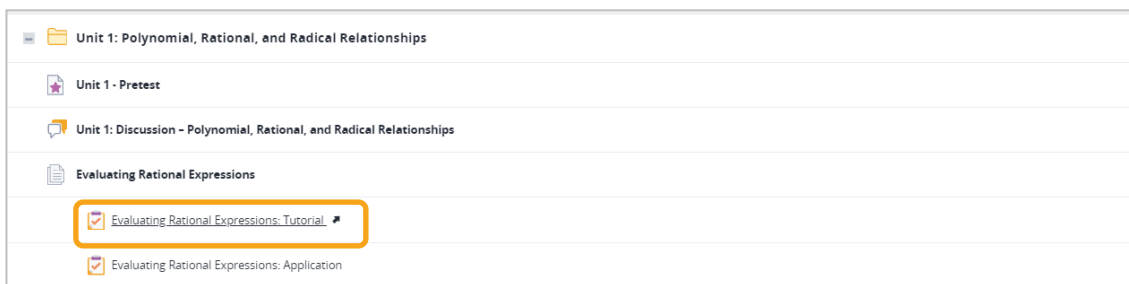 Unit 1: Polynomial, Rational, and Radical Relationships
Unit 1 - Pretest
Unit 1: Discussion – Polynomial, Rational, and Radical Relationships
Evaluating Rational Expressions
Evaluating Rational Expressions: Tutorial
Evaluating Rational Expressions: Application